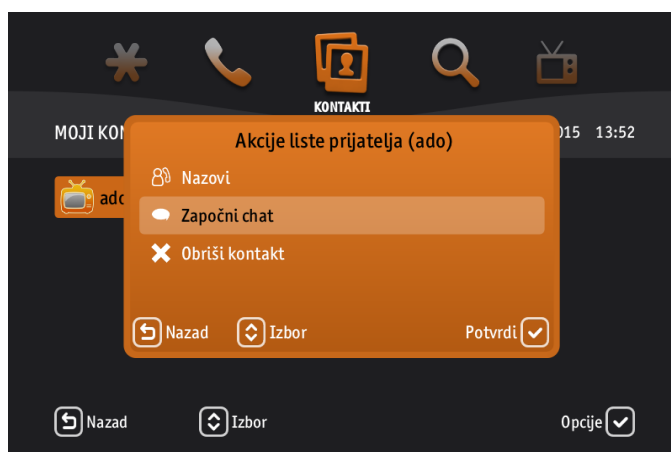 KONTAKTI
MOJI KON
015 13:52
Akcije liste prijatelja (ado)
ado
Nazovi
Započni chat
Obriši kontakt
Nazad Izbor Potvrdi
Nazad Izbor Opcije